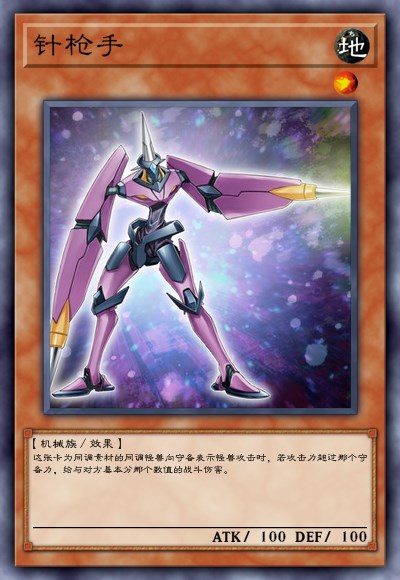 针枪手
地
【机械族／效果】
这张卡为同调素材的同调怪兽向守备表示怪兽攻击时，若攻击力超过那个守
备力，给与对方基本分那个数值的战斗伤害。
ATK/ 100 DEF/ 100